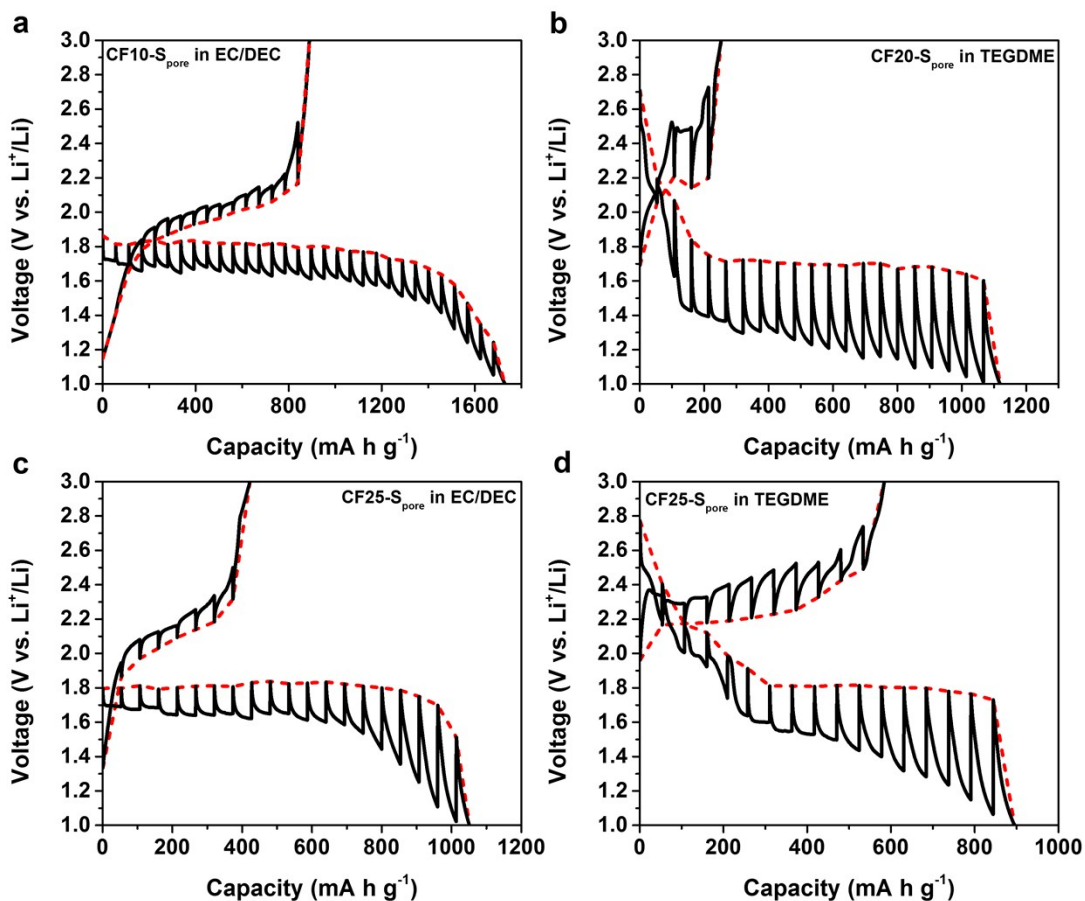 a
CF10-Spore in EC/DEC
3.0
2.8
2.6
2.4
2.2
2.0
1.8
1.6
1.4
1.2
1.0
Voltage (V vs. Li+/Li)
0 400 800 1200 1600
Capacity (mA h g-1)
b
CF20-Spore in TEGDME
3.0
2.8
2.6
2.4
2.2
2.0
1.8
1.6
1.4
1.2
1.0
Voltage (V vs. Li+/Li)
0 200 400 600 800 1000 1200
Capacity (mA h g-1)
c
CF25-Spore in EC/DEC
3.0
2.8
2.6
2.4
2.2
2.0
1.8
1.6
1.4
1.2
1.0
Voltage (V vs. Li+/Li)
0 200 400 600 800 1000 1200
Capacity (mA h g-1)
d
CF25-Spore in TEGDME
3.0
2.8
2.6
2.4
2.2
2.0
1.8
1.6
1.4
1.2
1.0
Voltage (V vs. Li+/Li)
0 200 400 600 800 1000
Capacity (mA h g-1)